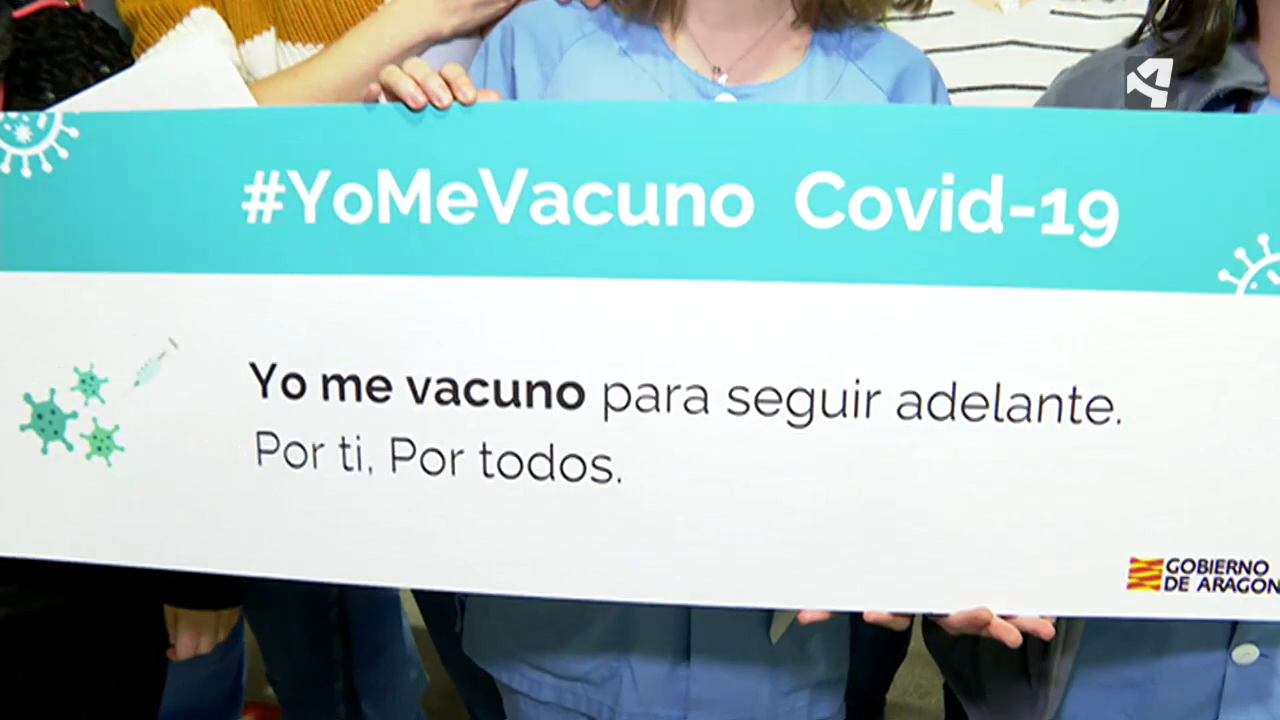 #YoMeVacuno Covid-19
Yo me vacuno para seguir adelante.
Por ti, Por todos.
GOBIERNO
DE ARAGON